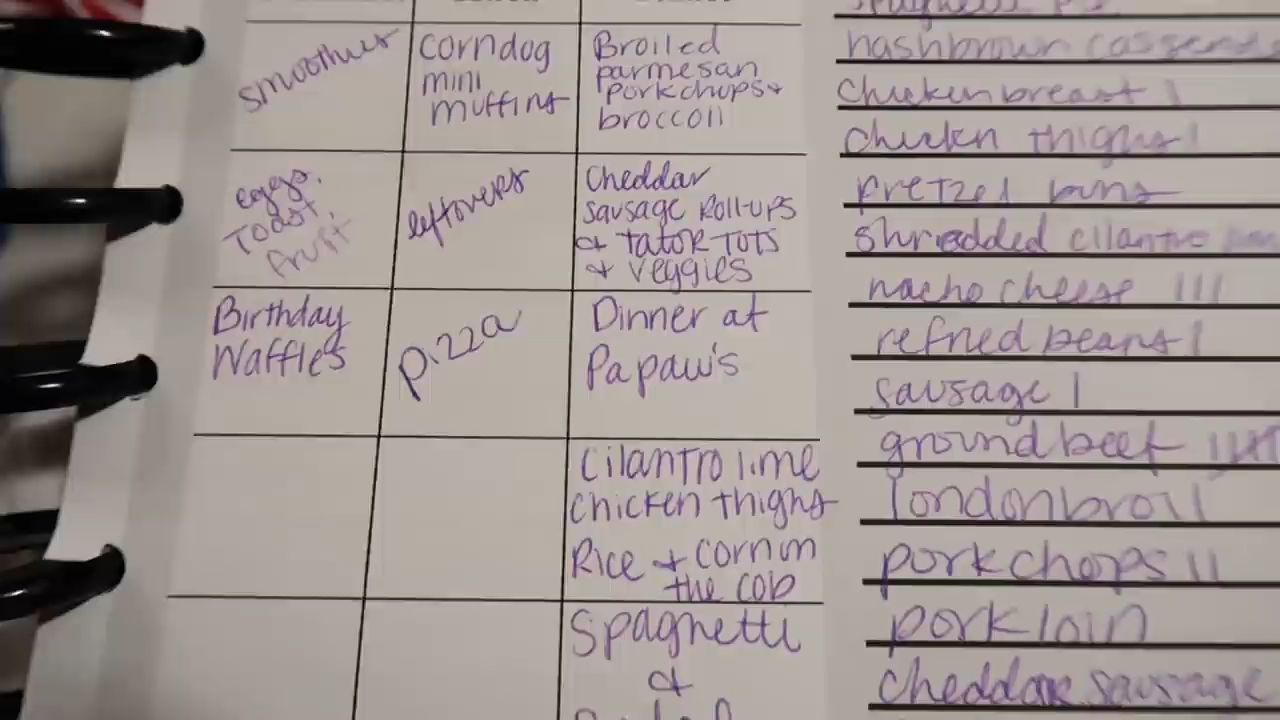 smoothies
corndog
mini
muffins
Broiled
parmesan
porkchops +
broccoli
eggs,
Toast,
fruit
leftovers
Cheddar
sausage ROLL-UPS
+ TATOR TOTS
+ veggies
Birthday
Waffles
pizza
Dinner at
Papaw's
Cilantro lime
chicken thighs
Rice + corn on
the cob
Spaghetti
+
hashbrown
chicken breast |
chicken thighs |
pretzel buns
shredded cilantro
nacho cheese |||
refried beans |
sausage |
ground beef
london broil
pork chops ||
pork loin
cheddar sausage